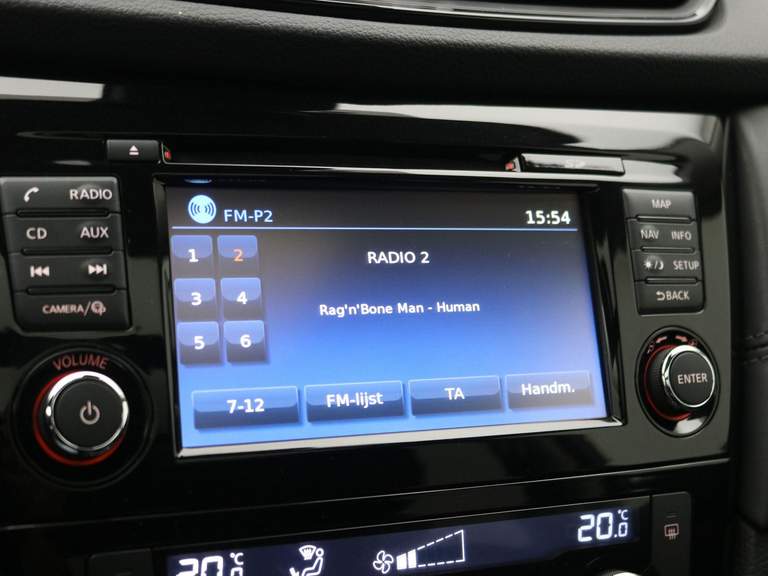 RADIO
CD AUX
CAMERA/
VOLUME
FM-P2 15:54
1 2
RADIO 2
3 4
Rag'n'Bone Man - Human
5 6
7-12 FM-lijst TA Handm.
MAP
NAV INFO
SETUP
BACK
ENTER
20.0°C
20.0°C